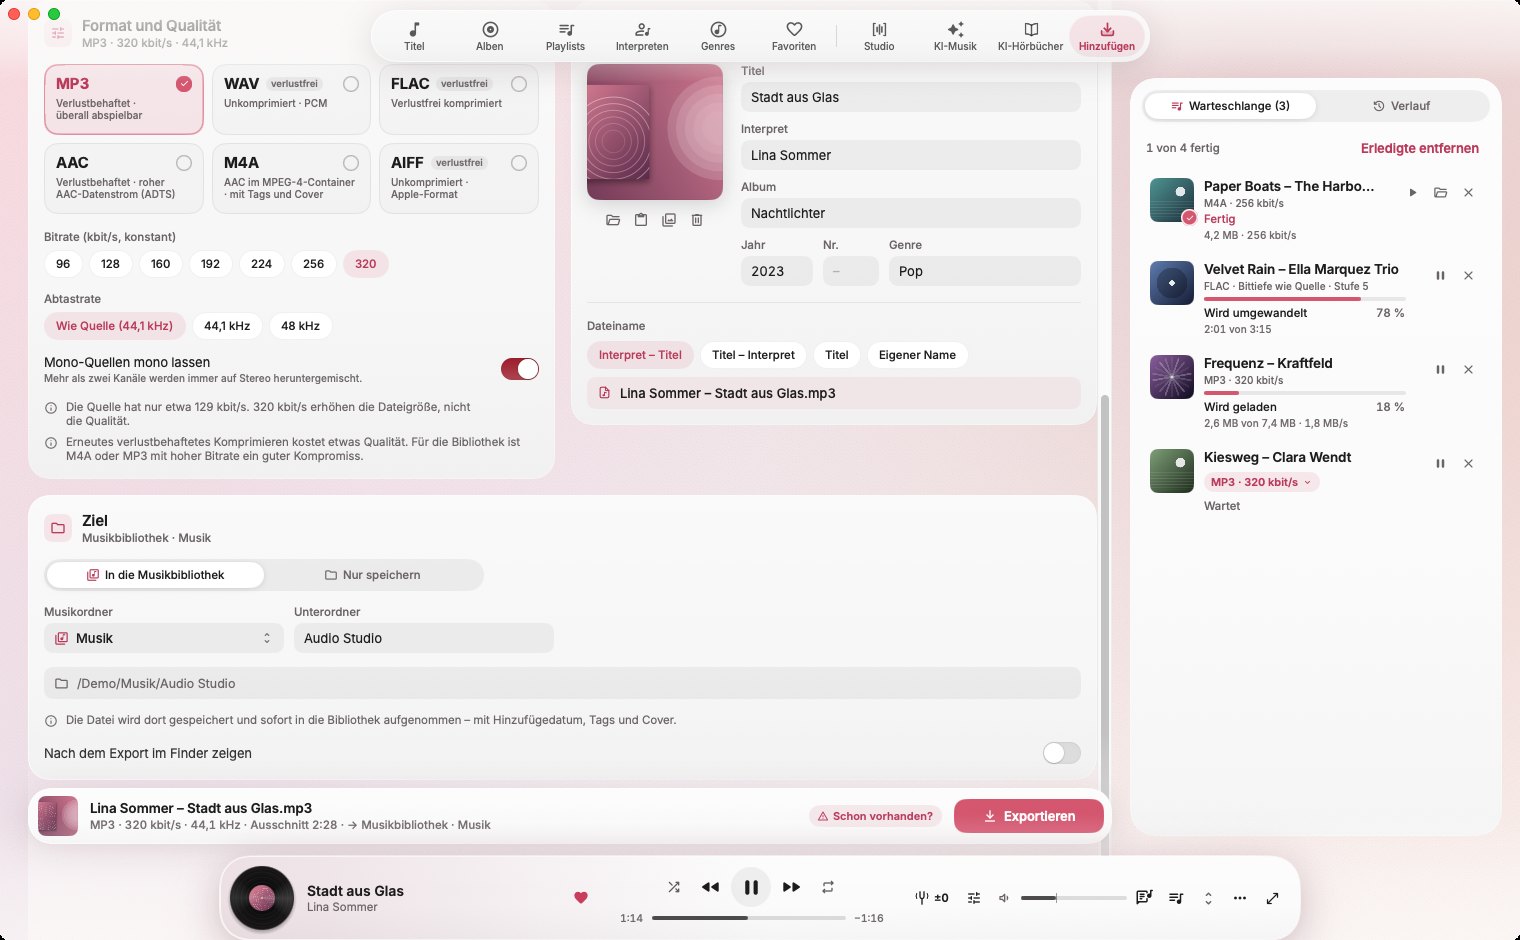 Titel
Alben
Playlists
Interpreten
Genres
Favoriten
Studio
KI-Musik
KI-Hörbücher
Hinzufügen
Format und Qualität
MP3 · 320 kbit/s · 44,1 kHz
MP3
Verlustbehaftet ·
überall abspielbar
WAV verlustfrei
Unkomprimiert · PCM
FLAC verlustfrei
Verlustfrei komprimiert
AAC
Verlustbehaftet · roher
AAC-Datenstrom (ADTS)
M4A
AAC im MPEG-4-Container
· mit Tags und Cover
AIFF verlustfrei
Unkomprimiert ·
Apple-Format
Bitrate (kbit/s, konstant)
96 128 160 192 224 256 320
Abtastrate
Wie Quelle (44,1 kHz) 44,1 kHz 48 kHz
Mono-Quellen mono lassen
Mehr als zwei Kanäle werden immer auf Stereo heruntergemischt.
Die Quelle hat nur etwa 129 kbit/s. 320 kbit/s erhöhen die Dateigröße, nicht
die Qualität.
Erneutes verlustbehaftetes Komprimieren kostet etwas Qualität. Für die Bibliothek ist
M4A oder MP3 mit hoher Bitrate ein guter Kompromiss.
Titel
Stadt aus Glas
Interpret
Lina Sommer
Album
Nachtlichter
Jahr Nr. Genre
2023 – Pop
Dateiname
Interpret – Titel Titel – Interpret Titel Eigener Name
Lina Sommer – Stadt aus Glas.mp3
Ziel
Musikbibliothek · Musik
In die Musikbibliothek Nur speichern
Musikordner Unterordner
Musik Audio Studio
/Demo/Musik/Audio Studio
Die Datei wird dort gespeichert und sofort in die Bibliothek aufgenommen – mit Hinzufügedatum, Tags und Cover.
Nach dem Export im Finder zeigen
Lina Sommer – Stadt aus Glas.mp3
MP3 · 320 kbit/s · 44,1 kHz · Ausschnitt 2:28 · → Musikbibliothek · Musik
Schon vorhanden?
Exportieren
Warteschlange (3) Verlauf
1 von 4 fertig Erledigte entfernen
Paper Boats – The Harbo...
M4A · 256 kbit/s
Fertig
4,2 MB · 256 kbit/s
Velvet Rain – Ella Marquez Trio
FLAC · Bittiefe wie Quelle · Stufe 5
Wird umgewandelt 78 %
2:01 von 3:15
Frequenz – Kraftfeld
MP3 · 320 kbit/s
Wird geladen 18 %
2,6 MB von 7,4 MB · 1,8 MB/s
Kiesweg – Clara Wendt
MP3 · 320 kbit/s
Wartet
Stadt aus Glas
Lina Sommer
1:14 −1:16
±0